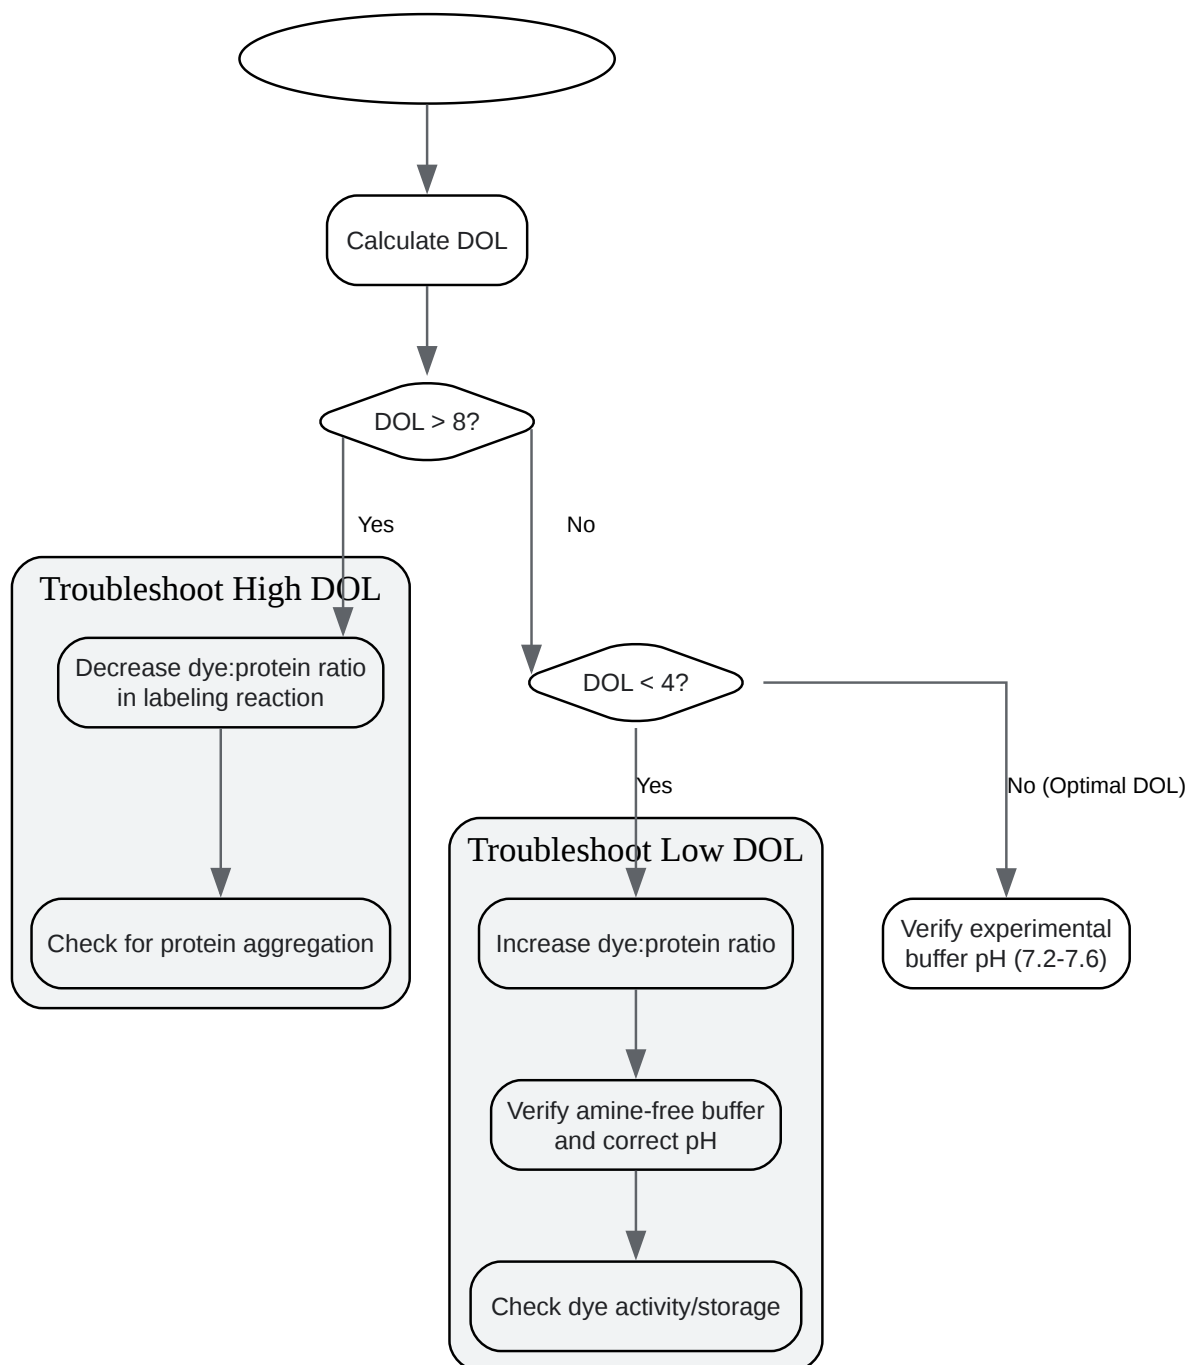 Calculate DOL
DOL > 8?
Yes
No
Troubleshoot High DOL
Decrease dye:protein ratio
in labeling reaction
Check for protein aggregation
DOL < 4?
Yes
No (Optimal DOL)
Troubleshoot Low DOL
Increase dye:protein ratio
Verify amine-free buffer
and correct pH
Check dye activity/storage
Verify experimental
buffer pH (7.2-7.6)